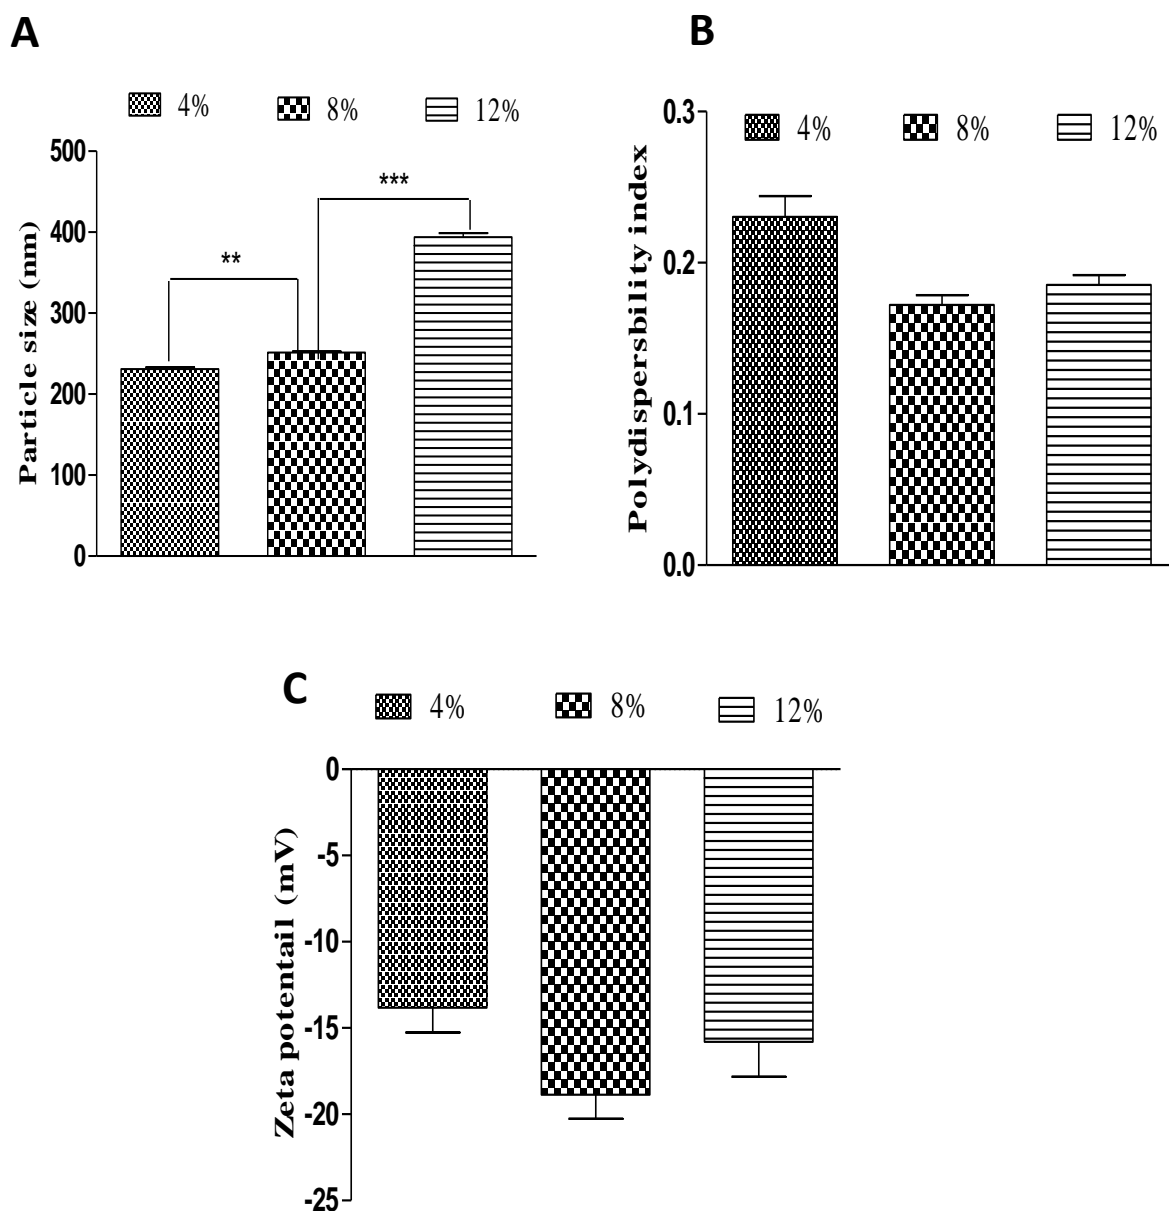 A
4% 8% 12%
500
400
300
200
100
0
Particle size (nm)
**
***
B
0.3
0.2
0.1
0.0
Polydispersbility index
4% 8% 12%
C
4% 8% 12%
0
-5
-10
-15
-20
-25
Zeta potentail (mV)